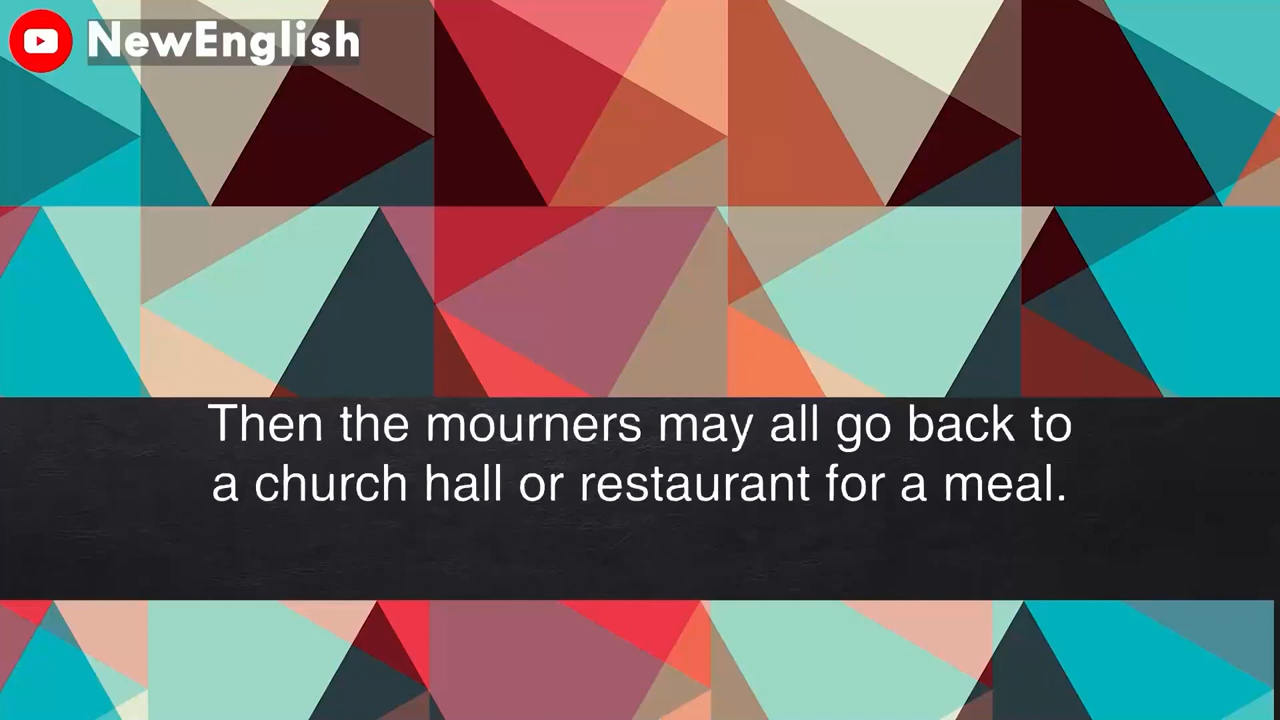 NewEnglish
Then the mourners may all go back to
a church hall or restaurant for a meal.